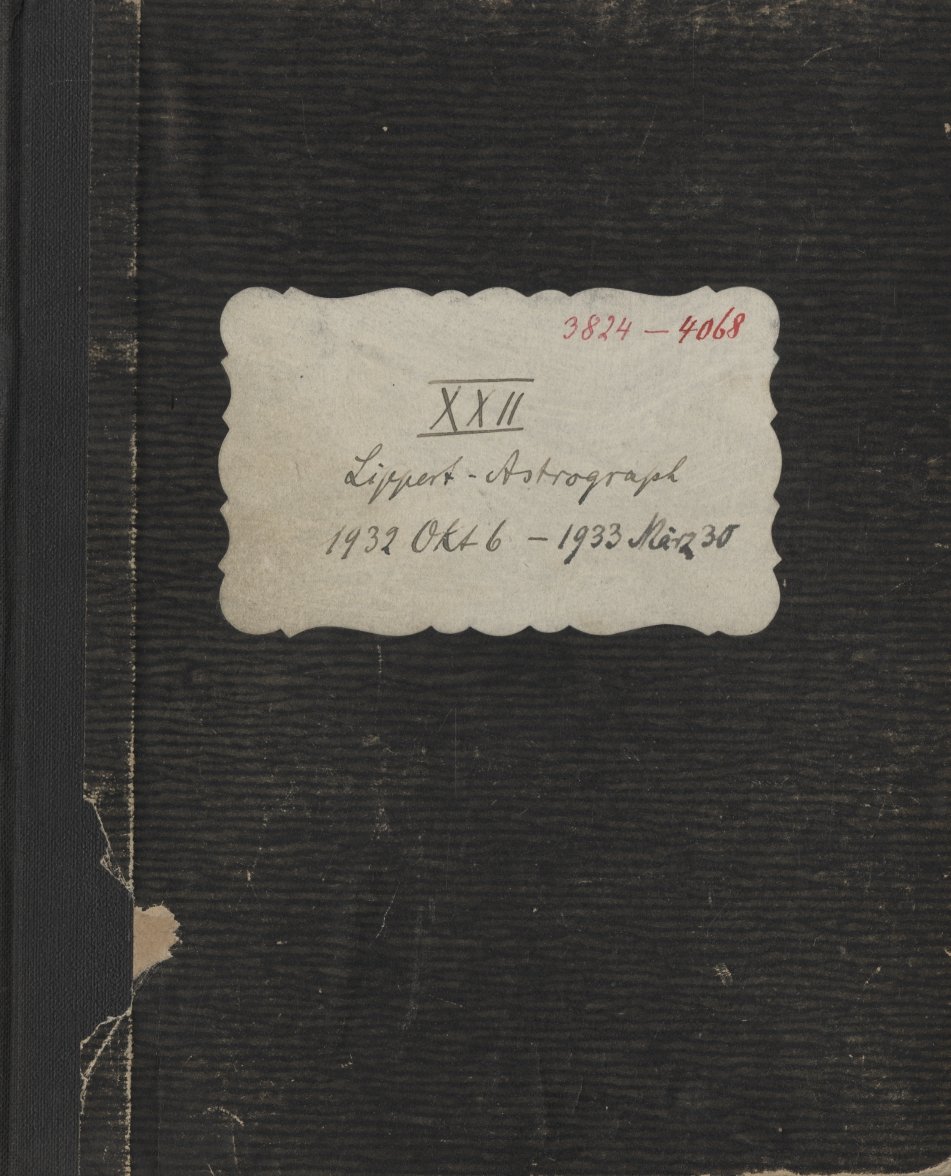 3824 – 4068
XXII
Lippert-Astrograph
1932 Okt 6 – 1933 März 30